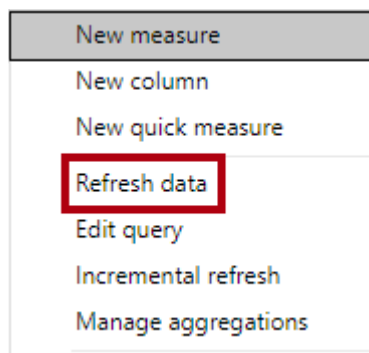 New measure
New column
New quick measure
Refresh data
Edit query
Incremental refresh
Manage aggregations